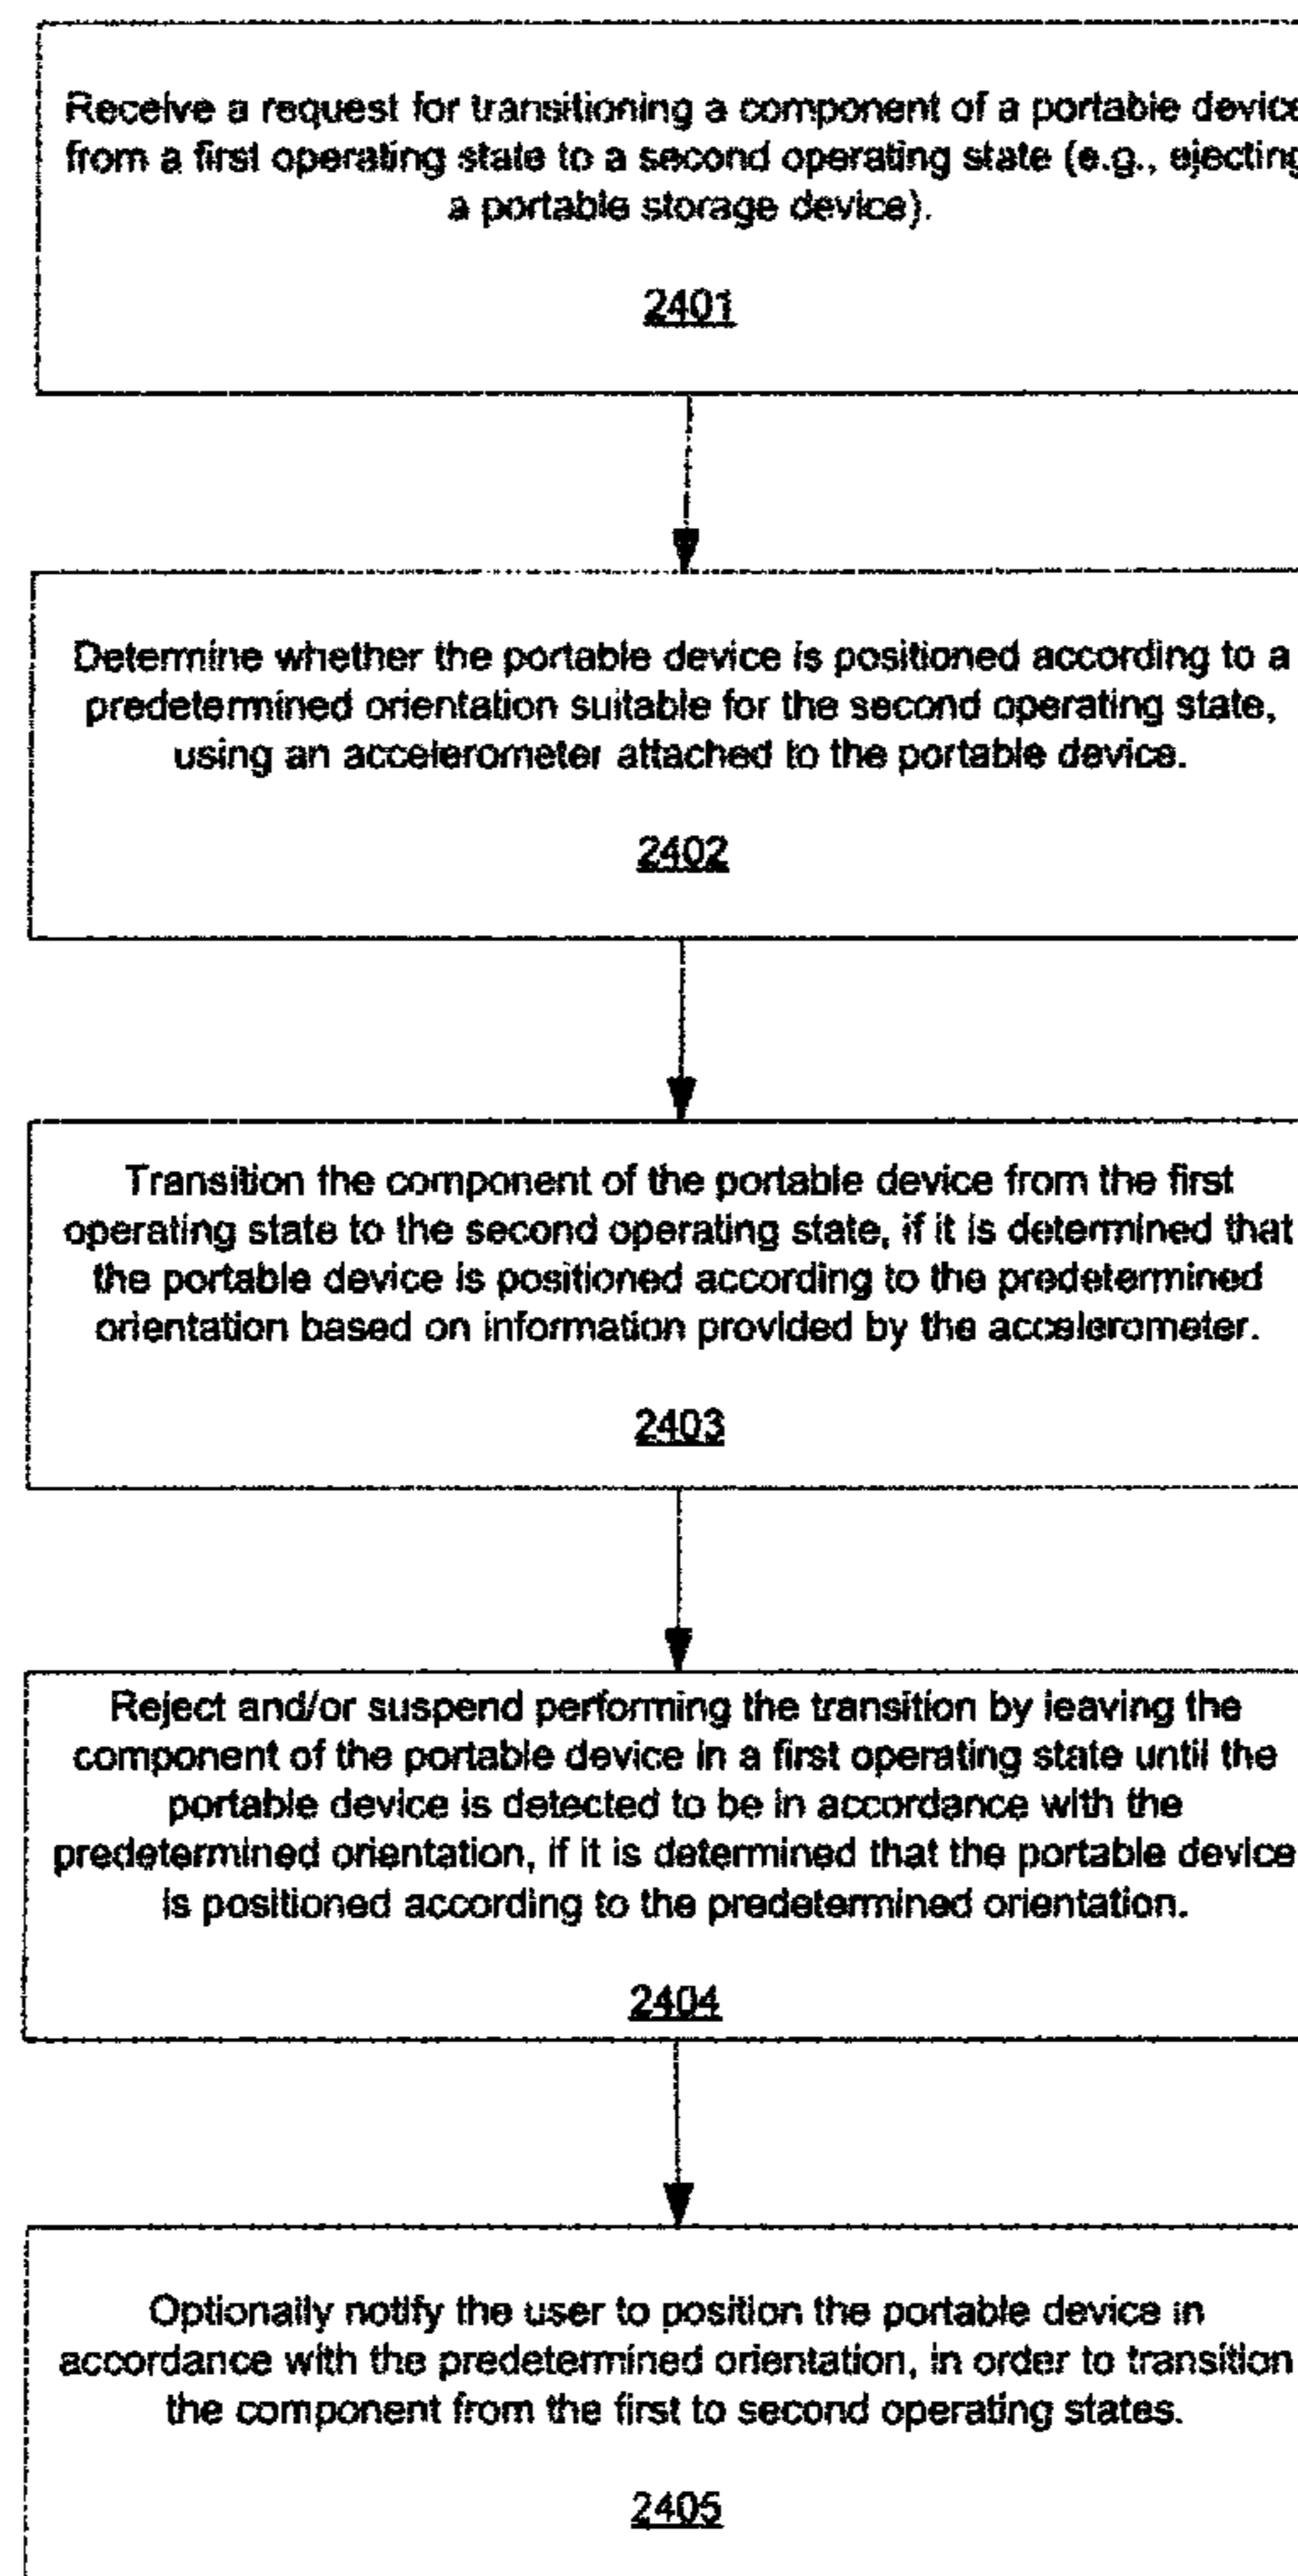 Receive a request for transitioning a component of a portable device
from a first operating state to a second operating state (e.g., ejecting
a portable storage device).
2401
Determine whether the portable device is positioned according to a
predetermined orientation suitable for the second operating state,
using an accelerometer attached to the portable device.
2402
Transition the component of the portable device from the first
operating state to the second operating state, if it is determined that
the portable device is positioned according to the predetermined
orientation based on information provided by the accelerometer.
2403
Reject and/or suspend performing the transition by leaving the
component of the portable device in a first operating state until the
portable device is detected to be in accordance with the
predetermined orientation, if it is determined that the portable device
is positioned according to the predetermined orientation.
2404
Optionally notify the user to position the portable device in
accordance with the predetermined orientation, in order to transition
the component from the first to second operating states.
2405